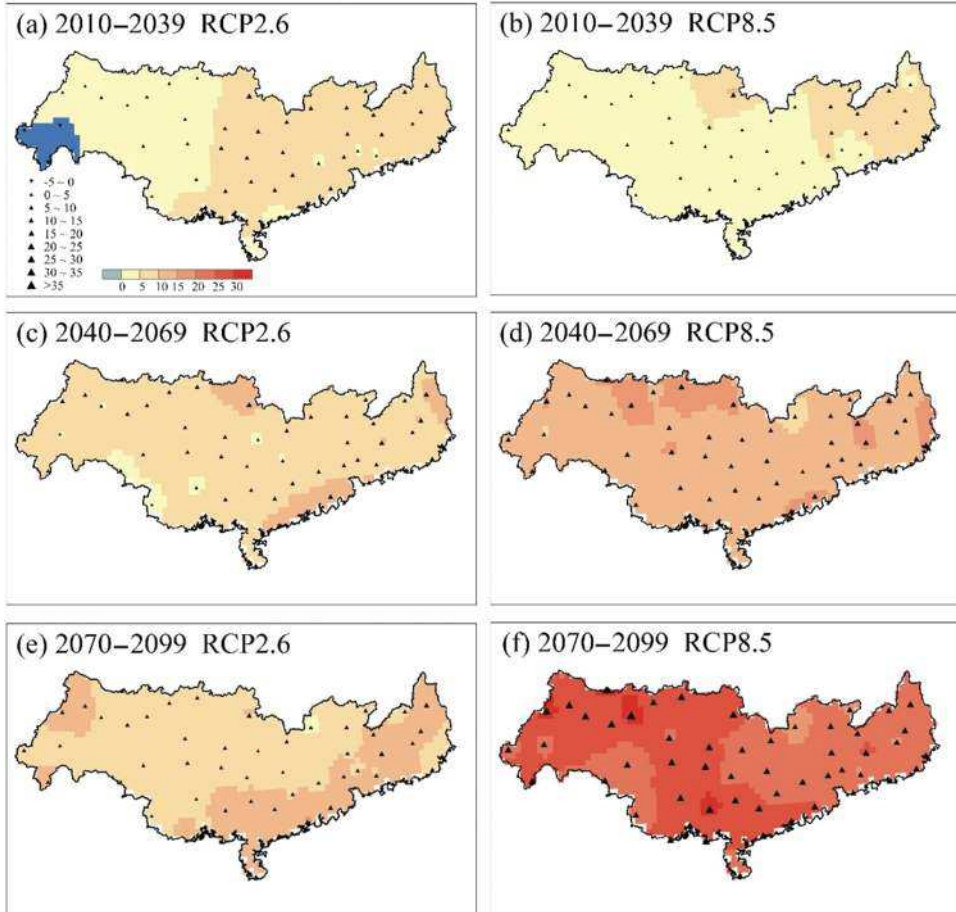 (a) 2010–2039 RCP2.6
-5 ~ 0
0 ~ 5
5 ~ 10
10 ~ 15
15 ~ 20
20 ~ 25
25 ~ 30
30 ~ 35
>35
0 5 10 15 20 25 30
(b) 2010–2039 RCP8.5
(c) 2040–2069 RCP2.6
(d) 2040–2069 RCP8.5
(e) 2070–2099 RCP2.6
(f) 2070–2099 RCP8.5